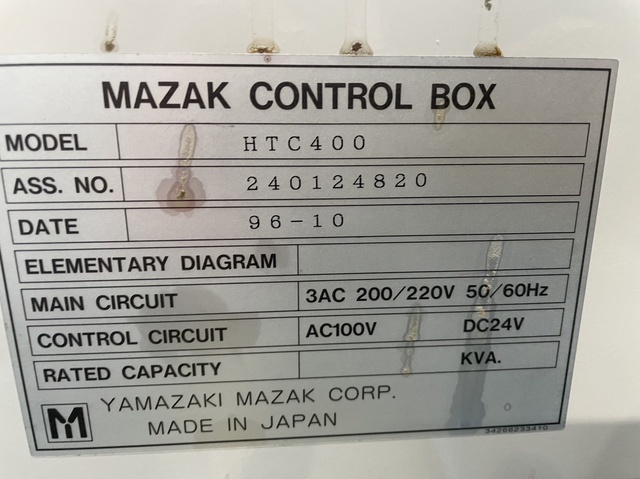 MAZAK CONTROL BOX
MODEL HTC400
ASS. NO. 240124820
DATE 96-10
ELEMENTARY DIAGRAM
MAIN CIRCUIT 3AC 200/220V 50/60Hz
CONTROL CIRCUIT AC100V DC24V
RATED CAPACITY KVA.
M YAMAZAKI MAZAK CORP.
MADE IN JAPAN